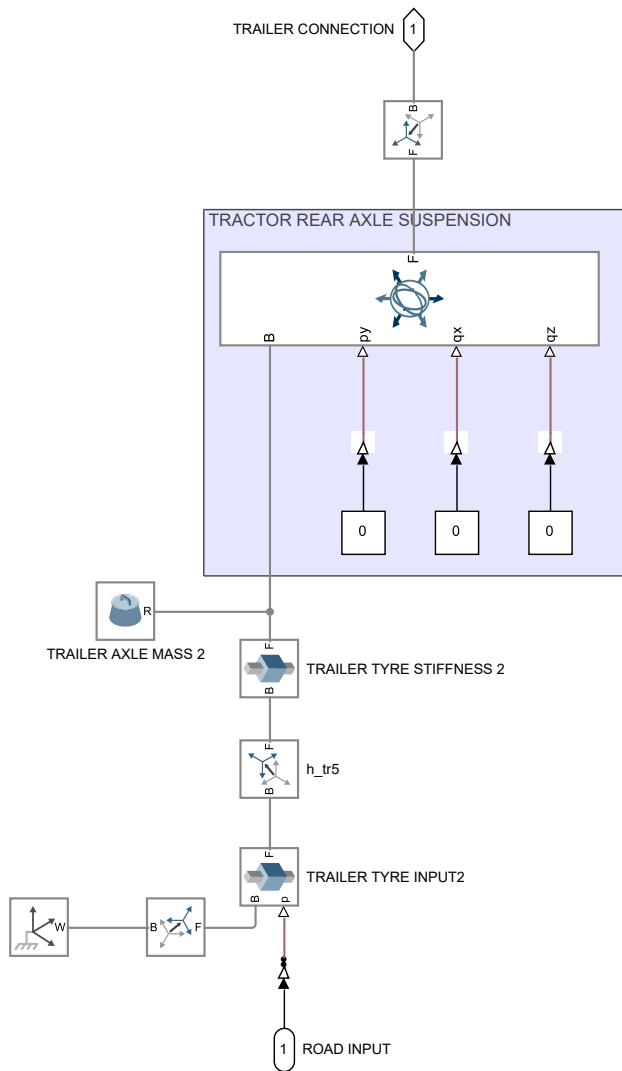 TRAILER CONNECTION 1
B
F
TRACTOR REAR AXLE SUSPENSION
F
B py qx qz
0 0 0
R
TRAILER AXLE MASS 2
F
TRAILER TYRE STIFFNESS 2
B
F
h_tr5
B
F
TRAILER TYRE INPUT2
B p
W B F
1 ROAD INPUT